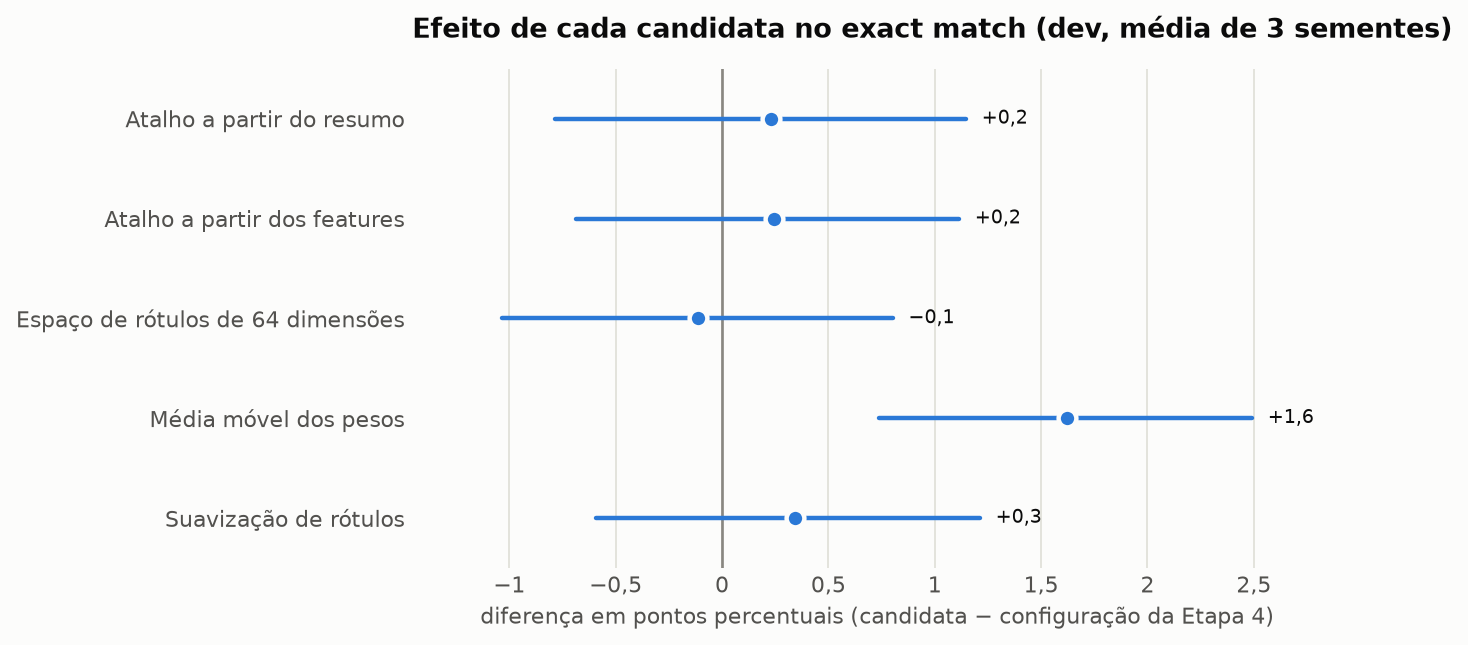 Efeito de cada candidata no exact match (dev, média de 3 sementes)
Atalho a partir do resumo
+0,2
Atalho a partir dos features
+0,2
Espaço de rótulos de 64 dimensões
−0,1
Média móvel dos pesos
+1,6
Suavização de rótulos
+0,3
−1 −0,5 0 0,5 1 1,5 2 2,5
diferença em pontos percentuais (candidata − configuração da Etapa 4)